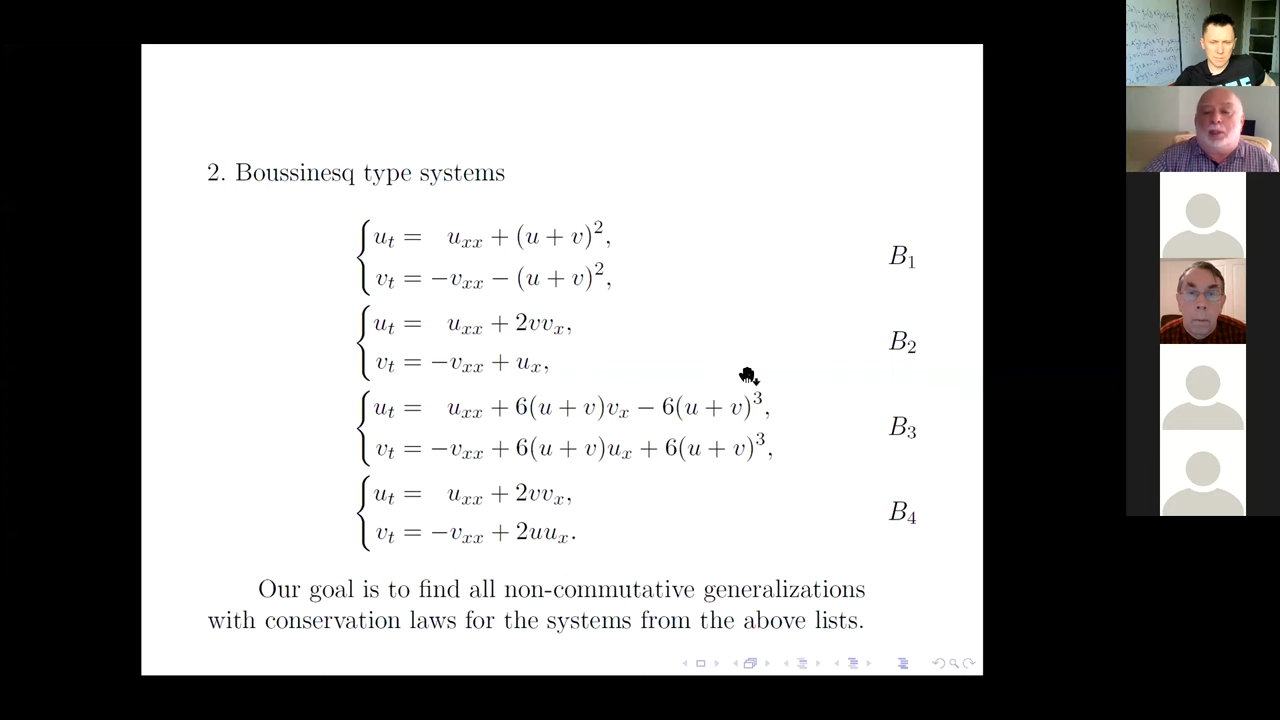 2. Boussinesq type systems
u_t = u_{xx} + (u + v)^2,
B_1
v_t = −v_{xx} − (u + v)^2,
u_t = u_{xx} + 2vv_x,
B_2
v_t = −v_{xx} + u_x,
u_t = u_{xx} + 6(u + v)v_x − 6(u + v)^3,
B_3
v_t = −v_{xx} + 6(u + v)u_x + 6(u + v)^3,
u_t = u_{xx} + 2vv_x,
B_4
v_t = −v_{xx} + 2uu_x.
Our goal is to find all non-commutative generalizations
with conservation laws for the systems from the above lists.